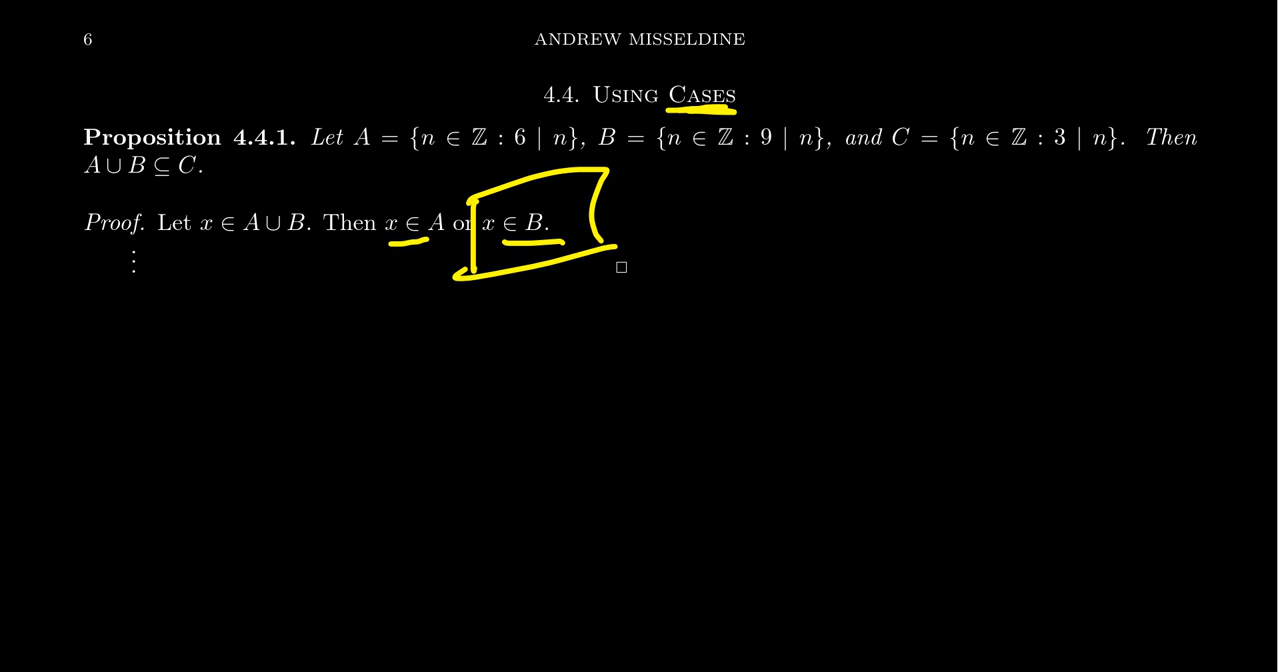 6
ANDREW MISSELDINE
4.4. USING CASES
Proposition 4.4.1. Let A = {n ∈ ℤ : 6 | n}, B = {n ∈ ℤ : 9 | n}, and C = {n ∈ ℤ : 3 | n}. Then
A ∪ B ⊆ C.
Proof. Let x ∈ A ∪ B. Then x ∈ A or x ∈ B.
⋮
□